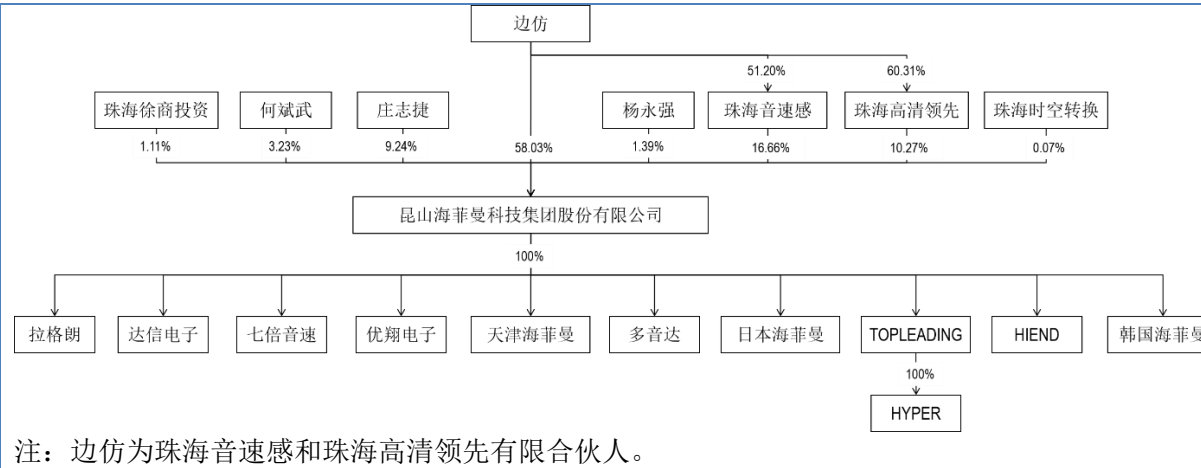 边仿
51.20%
60.31%
珠海徐商投资
何斌武
庄志捷
杨永强
珠海音速感
珠海高清领先
珠海时空转换
1.11%
3.23%
9.24%
58.03%
1.39%
16.66%
10.27%
0.07%
昆山海菲曼科技集团股份有限公司
100%
拉格朗
达信电子
七倍音速
优翔电子
天津海菲曼
多音达
日本海菲曼
TOPLEADING
HIEND
韩国海菲曼
100%
HYPER
注：边仿为珠海音速感和珠海高清领先有限合伙人。